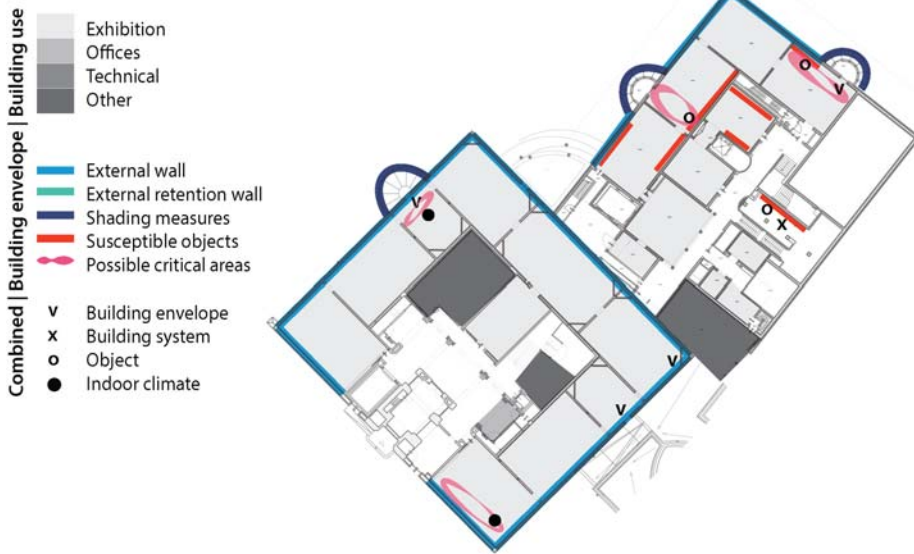 Combined | Building envelope | Building use
Exhibition
Offices
Technical
Other
External wall
External retention wall
Shading measures
Susceptible objects
Possible critical areas
V Building envelope
X Building system
O Object
Indoor climate
O
V
O
V
O
X
V
V